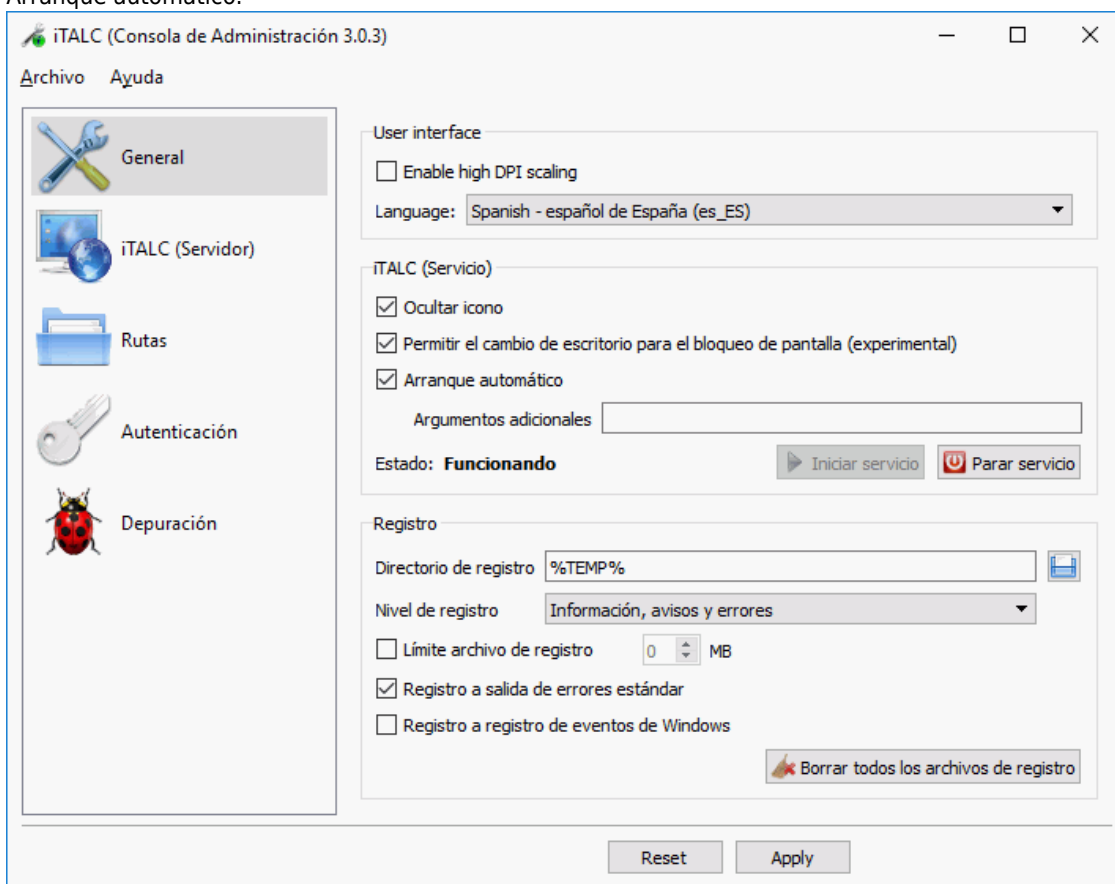 Arranque automático.
iTALC (Consola de Administración 3.0.3)
Archivo Ayuda
General
iTALC (Servidor)
Rutas
Autenticación
Depuración
User interface
Enable high DPI scaling
Language: Spanish - español de España (es_ES)
iTALC (Servicio)
Ocultar icono
Permitir el cambio de escritorio para el bloqueo de pantalla (experimental)
Arranque automático
Argumentos adicionales
Estado: Funcionando Iniciar servicio Parar servicio
Registro
Directorio de registro %TEMP%
Nivel de registro Información, avisos y errores
Límite archivo de registro 0 MB
Registro a salida de errores estándar
Registro a registro de eventos de Windows
Borrar todos los archivos de registro
Reset Apply